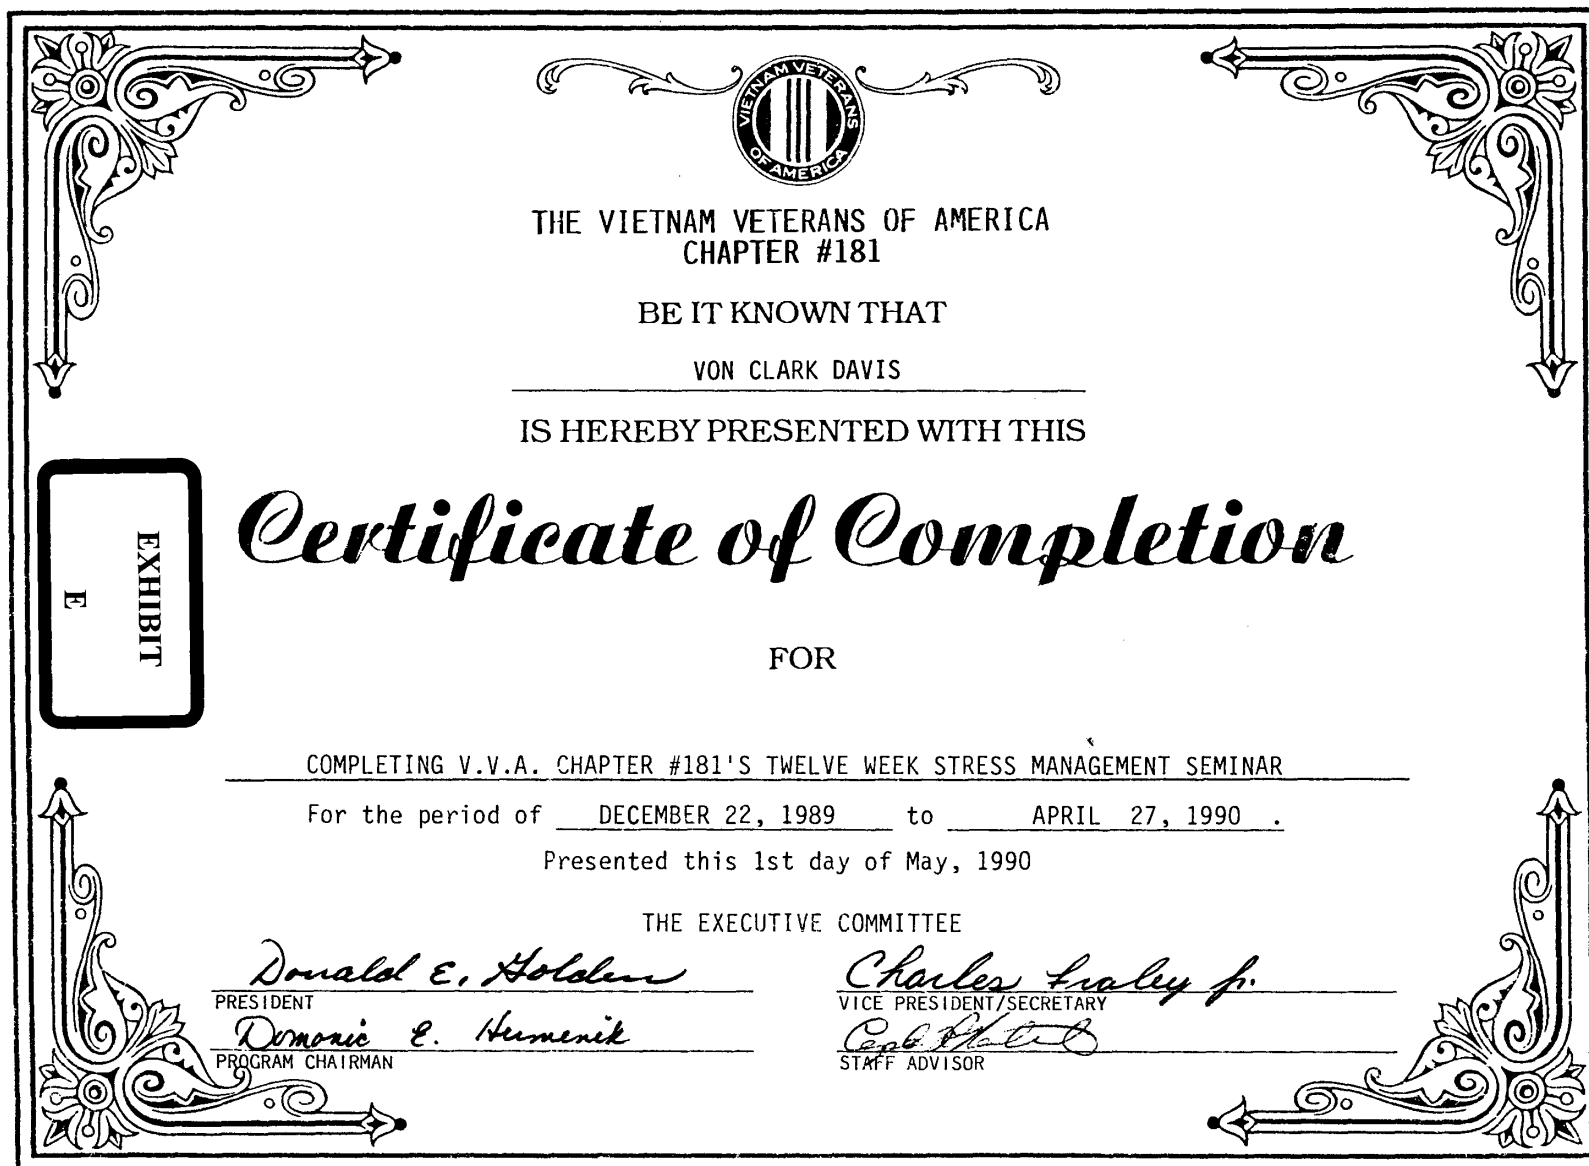 VIETNAM VETERANS
OF AMERICA
THE VIETNAM VETERANS OF AMERICA
CHAPTER #181
BE IT KNOWN THAT
VON CLARK DAVIS
IS HEREBY PRESENTED WITH THIS
Certificate of Completion
EXHIBIT
E
FOR
COMPLETING V.V.A. CHAPTER #181'S TWELVE WEEK STRESS MANAGEMENT SEMINAR
For the period of DECEMBER 22, 1989 to APRIL 27, 1990 .
Presented this 1st day of May, 1990
THE EXECUTIVE COMMITTEE
Donald E. Holden Charles Fraley Jr.
PRESIDENT VICE PRESIDENT/SECRETARY
Domonic E. Humenik
PROGRAM CHAIRMAN STAFF ADVISOR